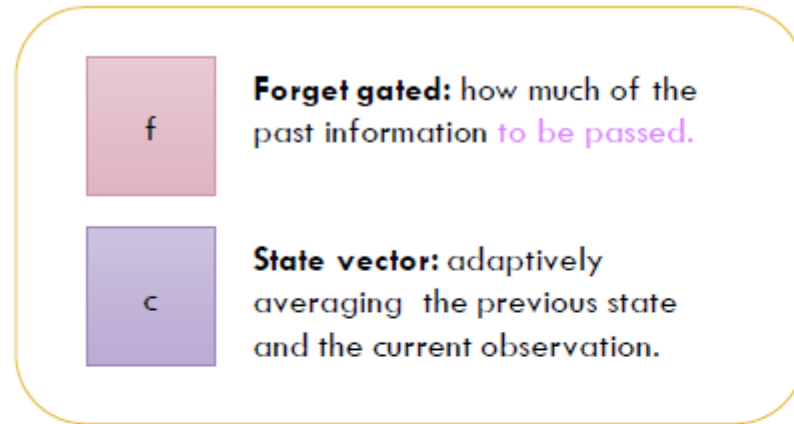 f
Forget gated: how much of the
past information to be passed.
c
State vector: adaptively
averaging the previous state
and the current observation.